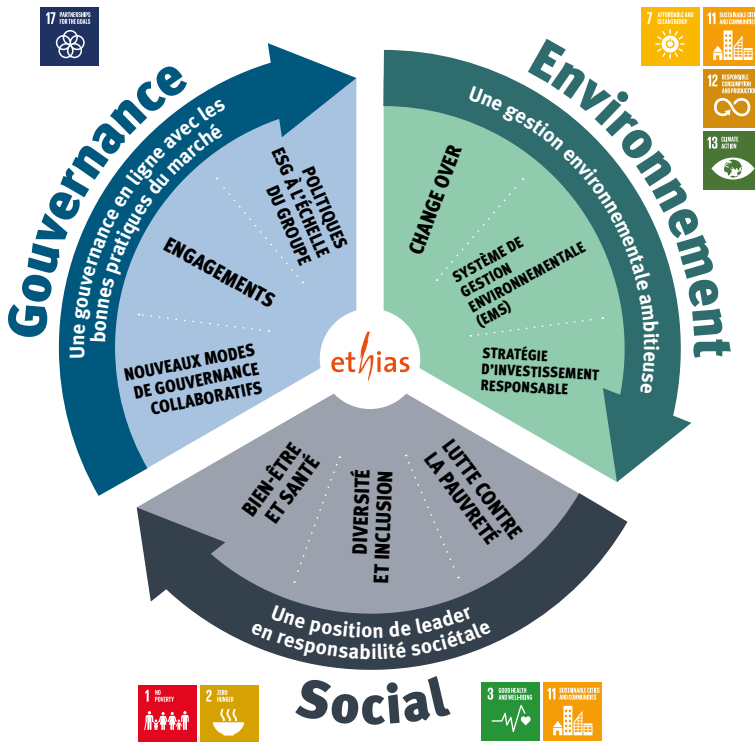 17 PARTNERSHIPS
FOR THE GOALS
7 AFFORDABLE AND
CLEAN ENERGY
11 SUSTAINABLE CITIES
AND COMMUNITIES
12 RESPONSIBLE
CONSUMPTION
AND PRODUCTION
13 CLIMATE
ACTION
Gouvernance
Une gouvernance en ligne avec les
bonnes pratiques du marché
POLITIQUES
ESG À L'ÉCHELLE
DU GROUPE
ENGAGEMENTS
NOUVEAUX MODES
DE GOUVERNANCE
COLLABORATIFS
Environnement
Une gestion environnementale ambitieuse
CHANGE OVER
SYSTÈME DE
GESTION
ENVIRONNEMENTALE
(EMS)
STRATÉGIE
D'INVESTISSEMENT
RESPONSABLE
ethias
LUTTE CONTRE
LA PAUVRETÉ
DIVERSITÉ
ET INCLUSION
BIEN-ÊTRE
ET SANTÉ
Une position de leader
en responsabilité sociétale
Social
1 NO
POVERTY
2 ZERO
HUNGER
3 GOOD HEALTH
AND WELL-BEING
11 SUSTAINABLE CITIES
AND COMMUNITIES